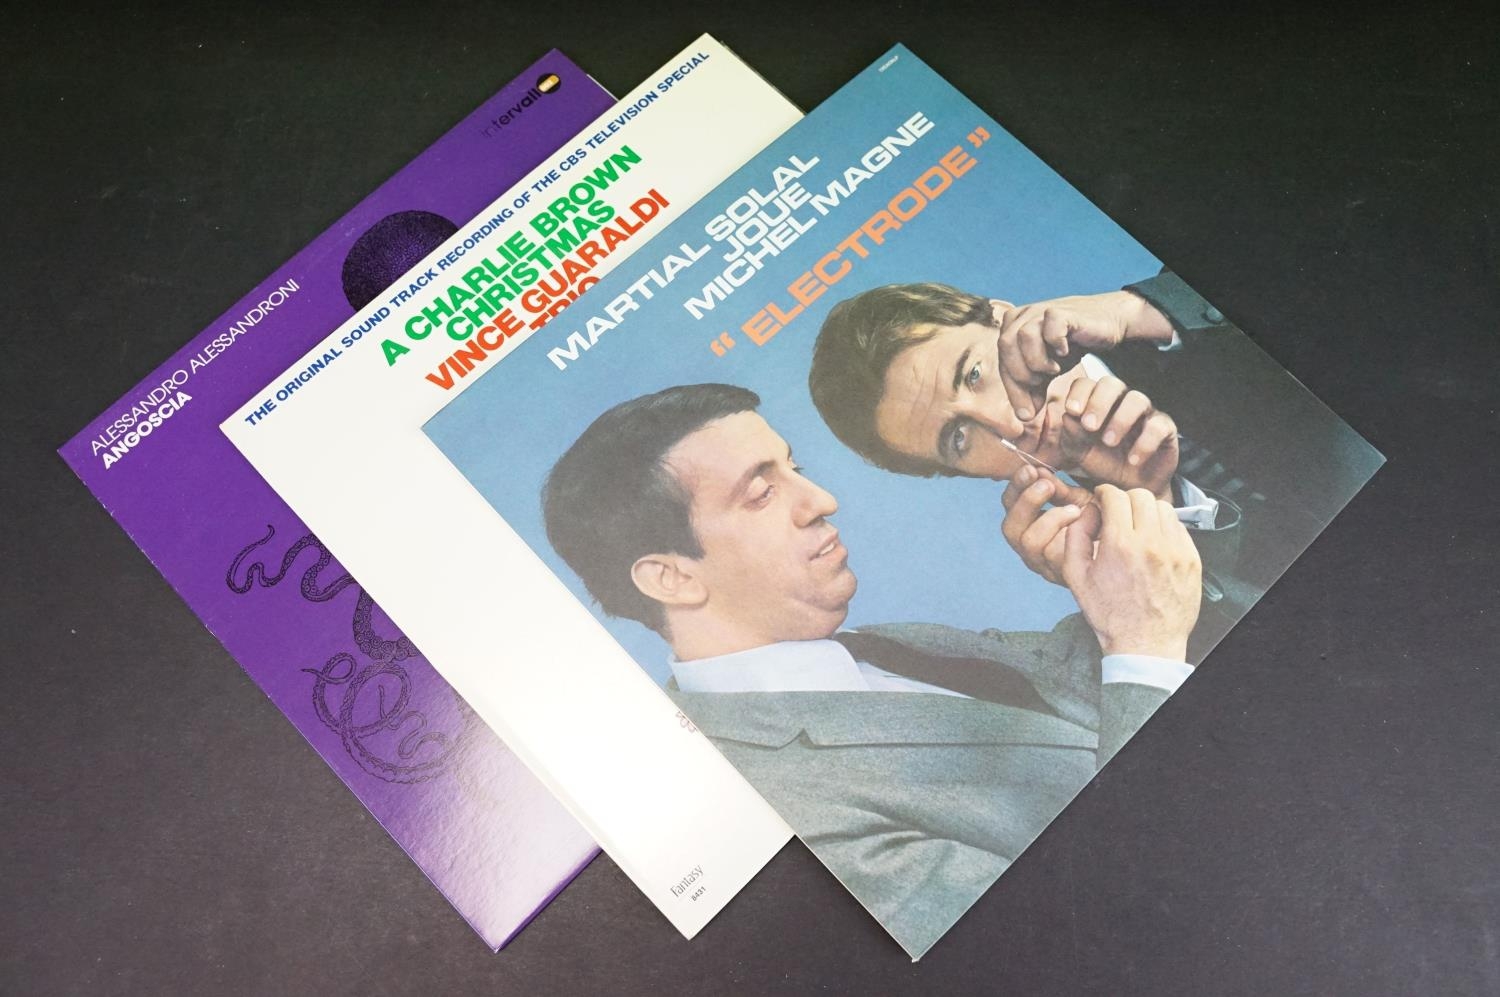 intervallo
ALESSANDRO ALESSANDRONI
ANGOSCIA
THE ORIGINAL SOUND TRACK RECORDING OF THE CBS TELEVISION SPECIAL
A CHARLIE BROWN
CHRISTMAS
VINCE GUARALDI
TRIO
Fantasy
8431
MARTIAL SOLAL
JOUE
MICHEL MAGNE
"ELECTRODE"